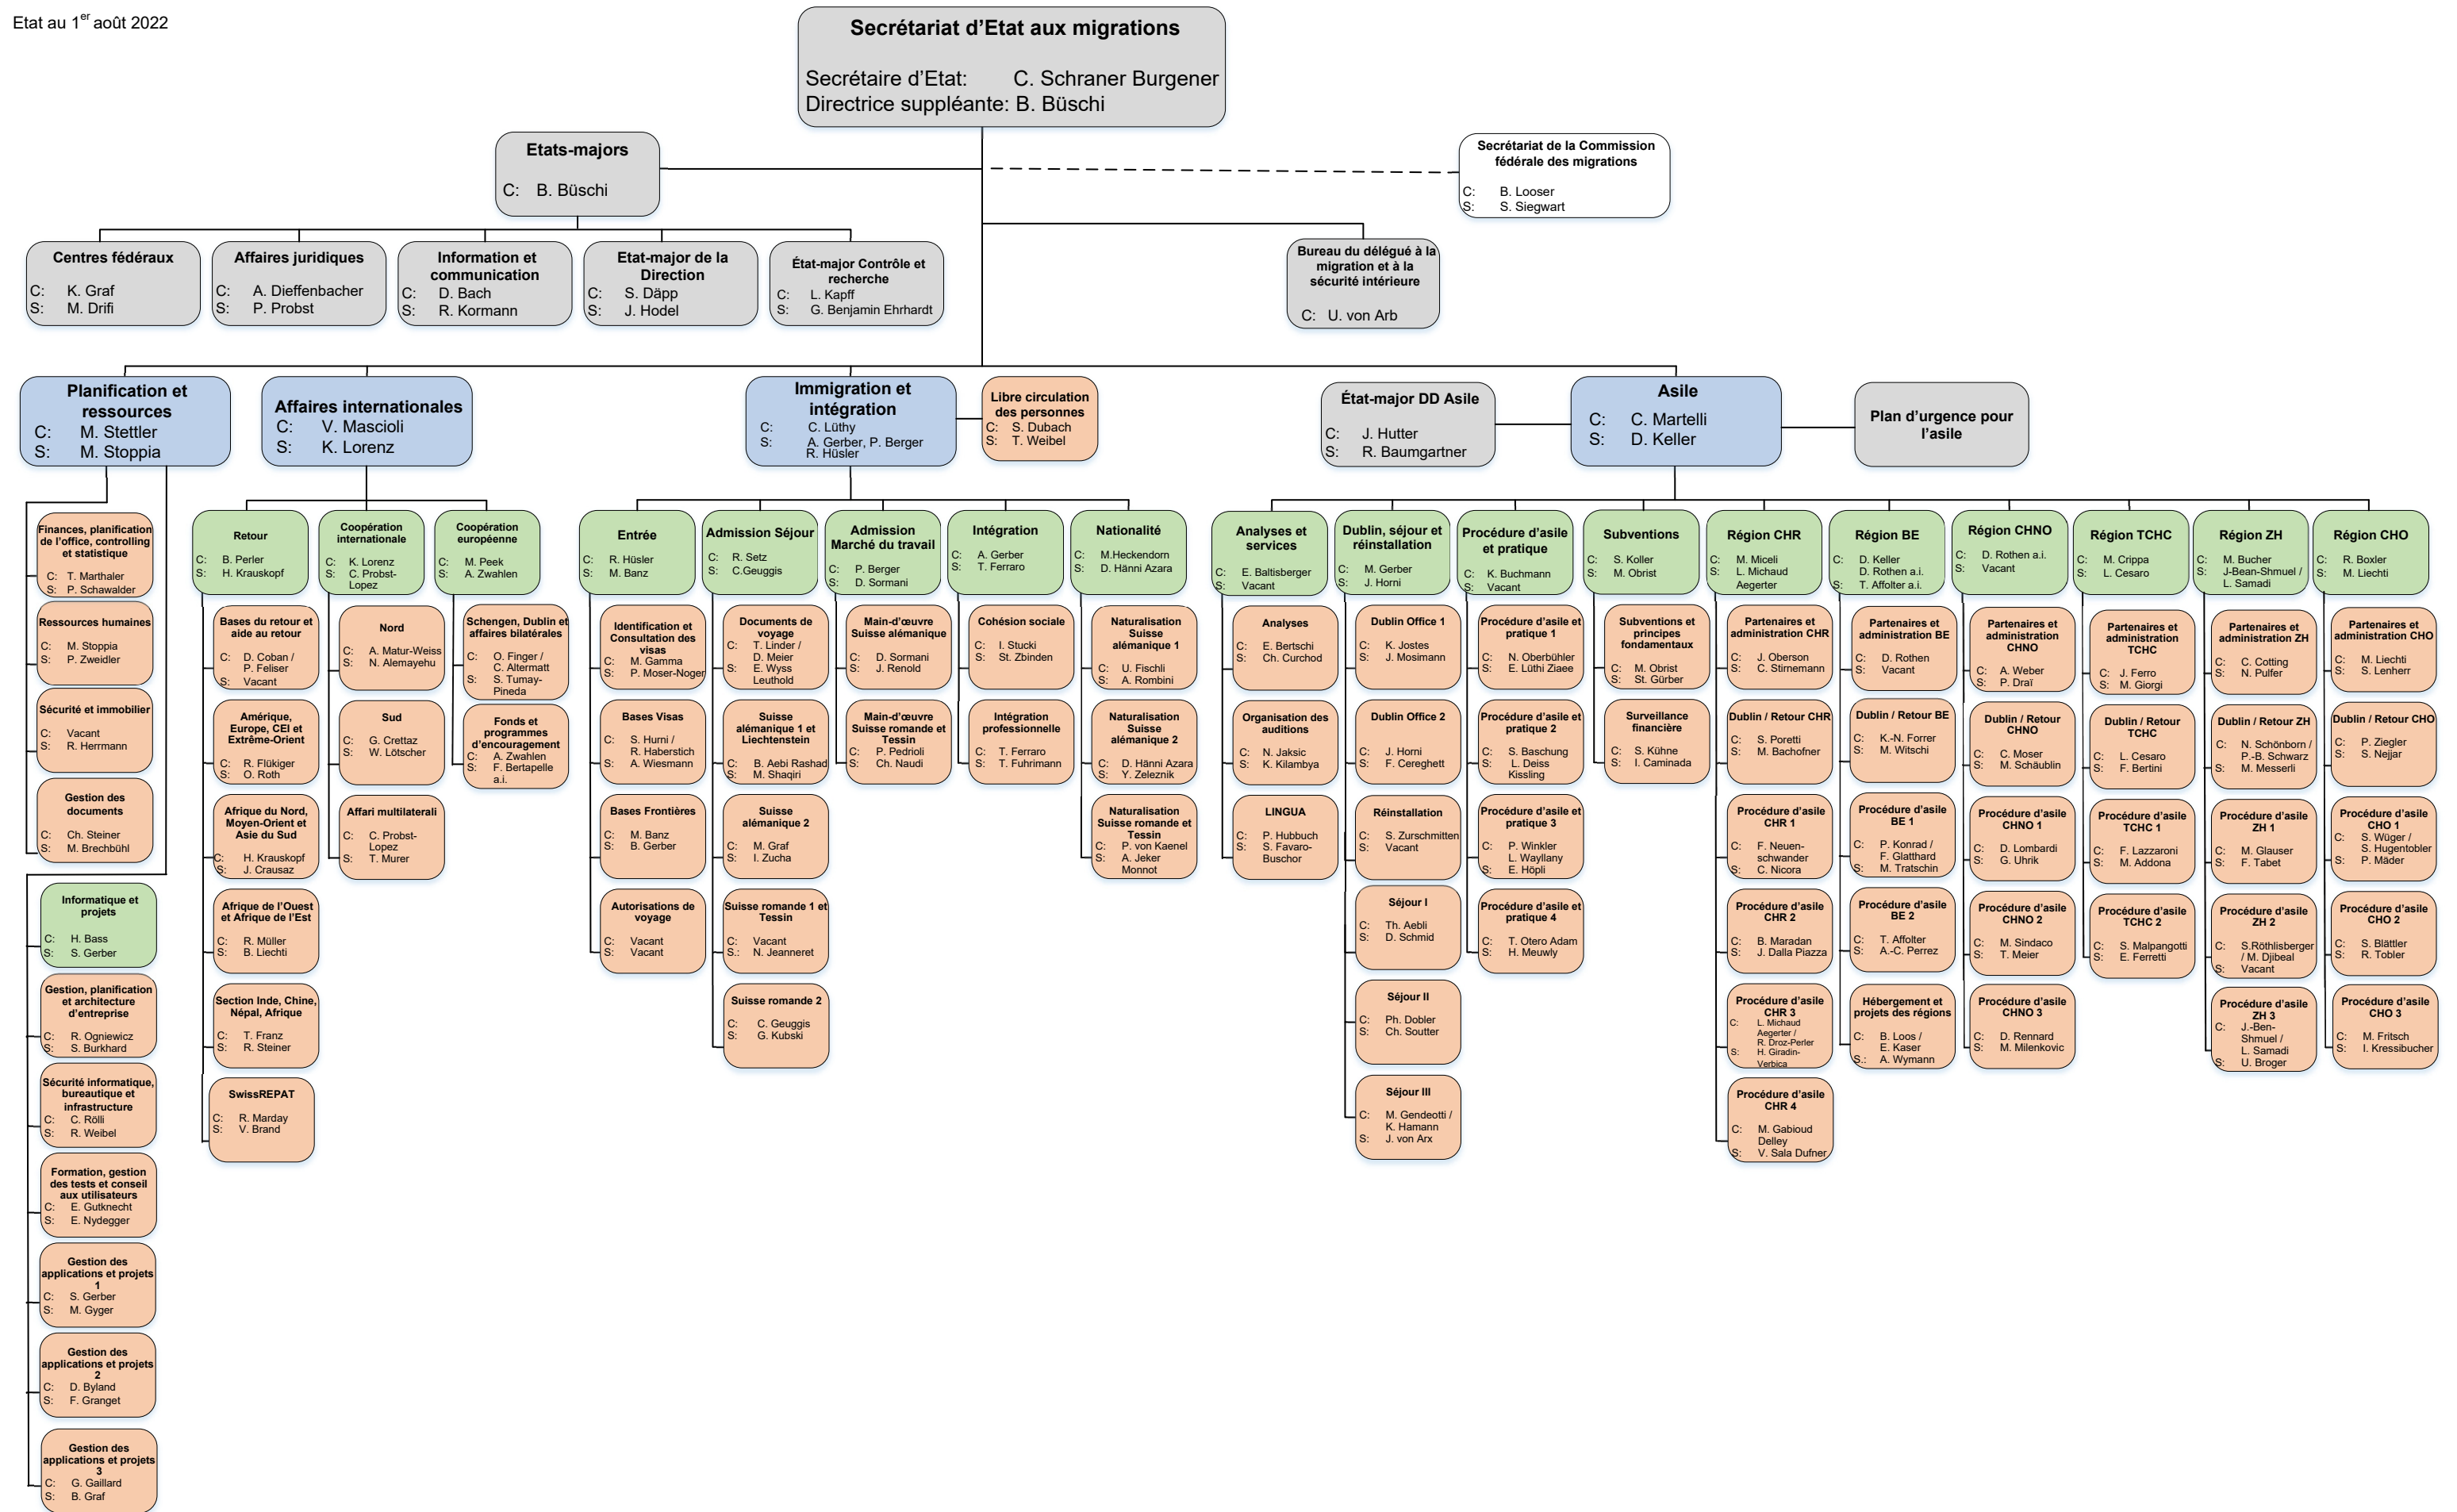 Etat au 1er août 2022
Secrétariat d'Etat aux migrations
Secrétaire d'Etat: C. Schraner Burgener
Directrice suppléante: B. Büschi
Etats-majors
C: B. Büschi
Secrétariat de la Commission
fédérale des migrations
C: B. Looser
S: S. Siegwart
Centres fédéraux
C: K. Graf
S: M. Drifi
Affaires juridiques
C: A. Dieffenbacher
S: P. Probst
Information et
communication
C: D. Bach
S: R. Kormann
Etat-major de la
Direction
C: S. Däpp
S: J. Hodel
État-major Contrôle et
recherche
C: L. Kapff
S: G. Benjamin Ehrhardt
Bureau du délégué à la
migration et à la
sécurité intérieure
C: U. von Arb
Planification et
ressources
C: M. Stettler
S: M. Stoppia
Affaires internationales
C: V. Mascioli
S: K. Lorenz
Immigration et
intégration
C: C. Lüthy
S: A. Gerber, P. Berger
R. Hüsler
Libre circulation
des personnes
C: S. Dubach
S: T. Weibel
État-major DD Asile
C: J. Hutter
S: R. Baumgartner
Asile
C: C. Martelli
S: D. Keller
Plan d'urgence pour
l'asile
Finances, planification
de l'office, controlling
et statistique
C: T. Marthaler
S: P. Schawalder
Ressources humaines
C: M. Stoppia
S: P. Zweidler
Sécurité et immobilier
C: Vacant
S: R. Herrmann
Gestion des
documents
C: Ch. Steiner
S: M. Brechbühl
Informatique et
projets
C: H. Bass
S: S. Gerber
Gestion, planification
et architecture
d'entreprise
C: R. Ogniewicz
S: S. Burkhard
Sécurité informatique,
bureautique et
infrastructure
C: C. Rölli
S: R. Weibel
Formation, gestion
des tests et conseil
aux utilisateurs
C: E. Gutknecht
S: E. Nydegger
Gestion des
applications et projets
1
C: S. Gerber
S: M. Gyger
Gestion des
applications et projets
2
C: D. Byland
S: F. Granget
Gestion des
applications et projets
3
C: G. Gaillard
S: B. Graf
Retour
C: B. Perler
S: H. Krauskopf
Bases du retour et
aide au retour
C: D. Coban /
P. Feliser
S: Vacant
Amérique,
Europe, CEI et
Extrême-Orient
C: R. Flükiger
S: O. Roth
Afrique du Nord,
Moyen-Orient et
Asie du Sud
C: H. Krauskopf
S: J. Crausaz
Afrique de l'Ouest
et Afrique de l'Est
C: R. Müller
S: B. Liechti
Section Inde, Chine,
Népal, Afrique
C: T. Franz
S: R. Steiner
SwissREPAT
C: R. Marday
S: V. Brand
Coopération
internationale
C: K. Lorenz
S: C. Probst-
Lopez
Nord
C: A. Matur-Weiss
S: N. Alemayehu
Sud
C: G. Crettaz
S: W. Lötscher
Affari multilaterali
C: C. Probst-
Lopez
S: T. Murer
Coopération
européenne
C: M. Peek
S: A. Zwahlen
Schengen, Dublin et
affaires bilatérales
C: O. Finger /
C. Altermatt
S: S. Tumay-
Pineda
Fonds et
programmes
d'encouragement
C: A. Zwahlen
S: F. Bertapelle
a.i.
Entrée
C: R. Hüsler
S: M. Banz
Identification et
Consultation des
visas
C: M. Gamma
S: P. Moser-Noger
Bases Visas
C: S. Hurni /
R. Haberstich
S: A. Wiesmann
Bases Frontières
C: M. Banz
S: B. Gerber
Autorisations de
voyage
C: Vacant
S: Vacant
Admission Séjour
C: R. Setz
S: C.Geuggis
Documents de
voyage
C: T. Linder /
D. Meier
S: E. Wyss
Leuthold
Suisse
alémanique 1 et
Liechtenstein
C: B. Aebi Rashad
S: M. Shaqiri
Suisse
alémanique 2
C: M. Graf
S: I. Zucha
Suisse romande 1 et
Tessin
C: Vacant
S.: N. Jeanneret
Suisse romande 2
C: C. Geuggis
S: G. Kubski
Admission
Marché du travail
C: P. Berger
S: D. Sormani
Main-d'œuvre
Suisse alémanique
C: D. Sormani
S: J. Renold
Main-d'œuvre
Suisse romande et
Tessin
C: P. Pedrioli
S: Ch. Naudi
Intégration
C: A. Gerber
S: T. Ferraro
Cohésion sociale
C: I. Stucki
S: St. Zbinden
Intégration
professionnelle
C: T. Ferraro
S: T. Fuhrimann
Nationalité
C: M.Heckendorn
S: D. Hänni Azara
Naturalisation
Suisse
alémanique 1
C: U. Fischli
S: A. Rombini
Naturalisation
Suisse
alémanique 2
C: D. Hänni Azara
S: Y. Zeleznik
Naturalisation
Suisse romande et
Tessin
C: P. von Kaenel
S: A. Jeker
Monnot
Analyses et
services
C: E. Baltisberger
S: Vacant
Analyses
C: E. Bertschi
S: Ch. Curchod
Organisation des
auditions
C: N. Jaksic
S: K. Kilambya
LINGUA
C: P. Hubbuch
S: S. Favaro-
Buschor
Dublin, séjour et
réinstallation
C: M. Gerber
S: J. Horni
Dublin Office 1
C: K. Jostes
S: J. Mosimann
Dublin Office 2
C: J. Horni
S: F. Cereghett
Réinstallation
C: S. Zurschmitten
S: Vacant
Séjour I
C: Th. Aebli
S: D. Schmid
Séjour II
C: Ph. Dobler
S: Ch. Soutter
Séjour III
C: M. Gendeotti /
K. Hamann
S: J. von Arx
Procédure d'asile
et pratique
C: K. Buchmann
S: Vacant
Procédure d'asile et
pratique 1
C: N. Oberbühler
S: E. Lüthi Ziaee
Procédure d'asile et
pratique 2
C: S. Baschung
S: L. Deiss
Kissling
Procédure d'asile et
pratique 3
C: P. Winkler
L. Wayllany
S: E. Höpli
Procédure d'asile et
pratique 4
C: T. Otero Adam
S: H. Meuwly
Subventions
C: S. Koller
S: M. Obrist
Subventions et
principes
fondamentaux
C: M. Obrist
S: St. Gürber
Surveillance
financière
C: S. Kühne
S: I. Caminada
Région CHR
C: M. Miceli
S: L. Michaud
Aegerter
Partenaires et
administration CHR
C: J. Oberson
S: C. Stirnemann
Dublin / Retour CHR
C: S. Poretti
S: M. Bachofner
Procédure d'asile
CHR 1
C: F. Neuen-
schwander
S: C. Nicora
Procédure d'asile
CHR 2
C: B. Maradan
S: J. Dalla Piazza
Procédure d'asile
CHR 3
C: L. Michaud
Aegerter /
R. Droz-Perler
S: H. Giradin-
Verbica
Procédure d'asile
CHR 4
C: M. Gabioud
Delley
S: V. Sala Dufner
Région BE
C: D. Keller
D. Rothen a.i.
S: T. Affolter a.i.
Partenaires et
administration BE
C: D. Rothen
S: Vacant
Dublin / Retour BE
C: K.-N. Forrer
S: M. Witschi
Procédure d'asile
BE 1
C: P. Konrad /
F. Glatthard
S: M. Tratschin
Procédure d'asile
BE 2
C: T. Affolter
S: A.-C. Perrez
Hébergement et
projets des régions
C: B. Loos /
E. Kaser
S.: A. Wymann
Région CHNO
C: D. Rothen a.i.
S: Vacant
Partenaires et
administration
CHNO
C: A. Weber
S: P. Draï
Dublin / Retour
CHNO
C: C. Moser
S: M. Schäublin
Procédure d'asile
CHNO 1
C: D. Lombardi
S: G. Uhrik
Procédure d'asile
CHNO 2
C: M. Sindaco
S: T. Meier
Procédure d'asile
CHNO 3
C: D. Rennard
S: M. Milenkovic
Région TCHC
C: M. Crippa
S: L. Cesaro
Partenaires et
administration
TCHC
C: J. Ferro
S: M. Giorgi
Dublin / Retour
TCHC
C: L. Cesaro
S: F. Bertini
Procédure d'asile
TCHC 1
C: F. Lazzaroni
S: M. Addona
Procédure d'asile
TCHC 2
C: S. Malpangotti
S: E. Ferretti
Région ZH
C: M. Bucher
S: J-Bean-Shmuel /
L. Samadi
Partenaires et
administration ZH
C: C. Cotting
S: N. Pulfer
Dublin / Retour ZH
C: N. Schönborn /
P.-B. Schwarz
S: M. Messerli
Procédure d'asile
ZH 1
C: M. Glauser
S: F. Tabet
Procédure d'asile
ZH 2
C: S.Röthlisberger
/ M. Djibeal
S: Vacant
Procédure d'asile
ZH 3
C: J.-Ben-
Shmuel /
L. Samadi
S: U. Broger
Région CHO
C: R. Boxler
S: M. Liechti
Partenaires et
administration CHO
C: M. Liechti
S: S. Lenherr
Dublin / Retour CHO
C: P. Ziegler
S: S. Nejjar
Procédure d'asile
CHO 1
C: S. Wüger /
S. Hugentobler
S: P. Mäder
Procédure d'asile
CHO 2
C: S. Blättler
S: R. Tobler
Procédure d'asile
CHO 3
C: M. Fritsch
S: I. Kressibucher